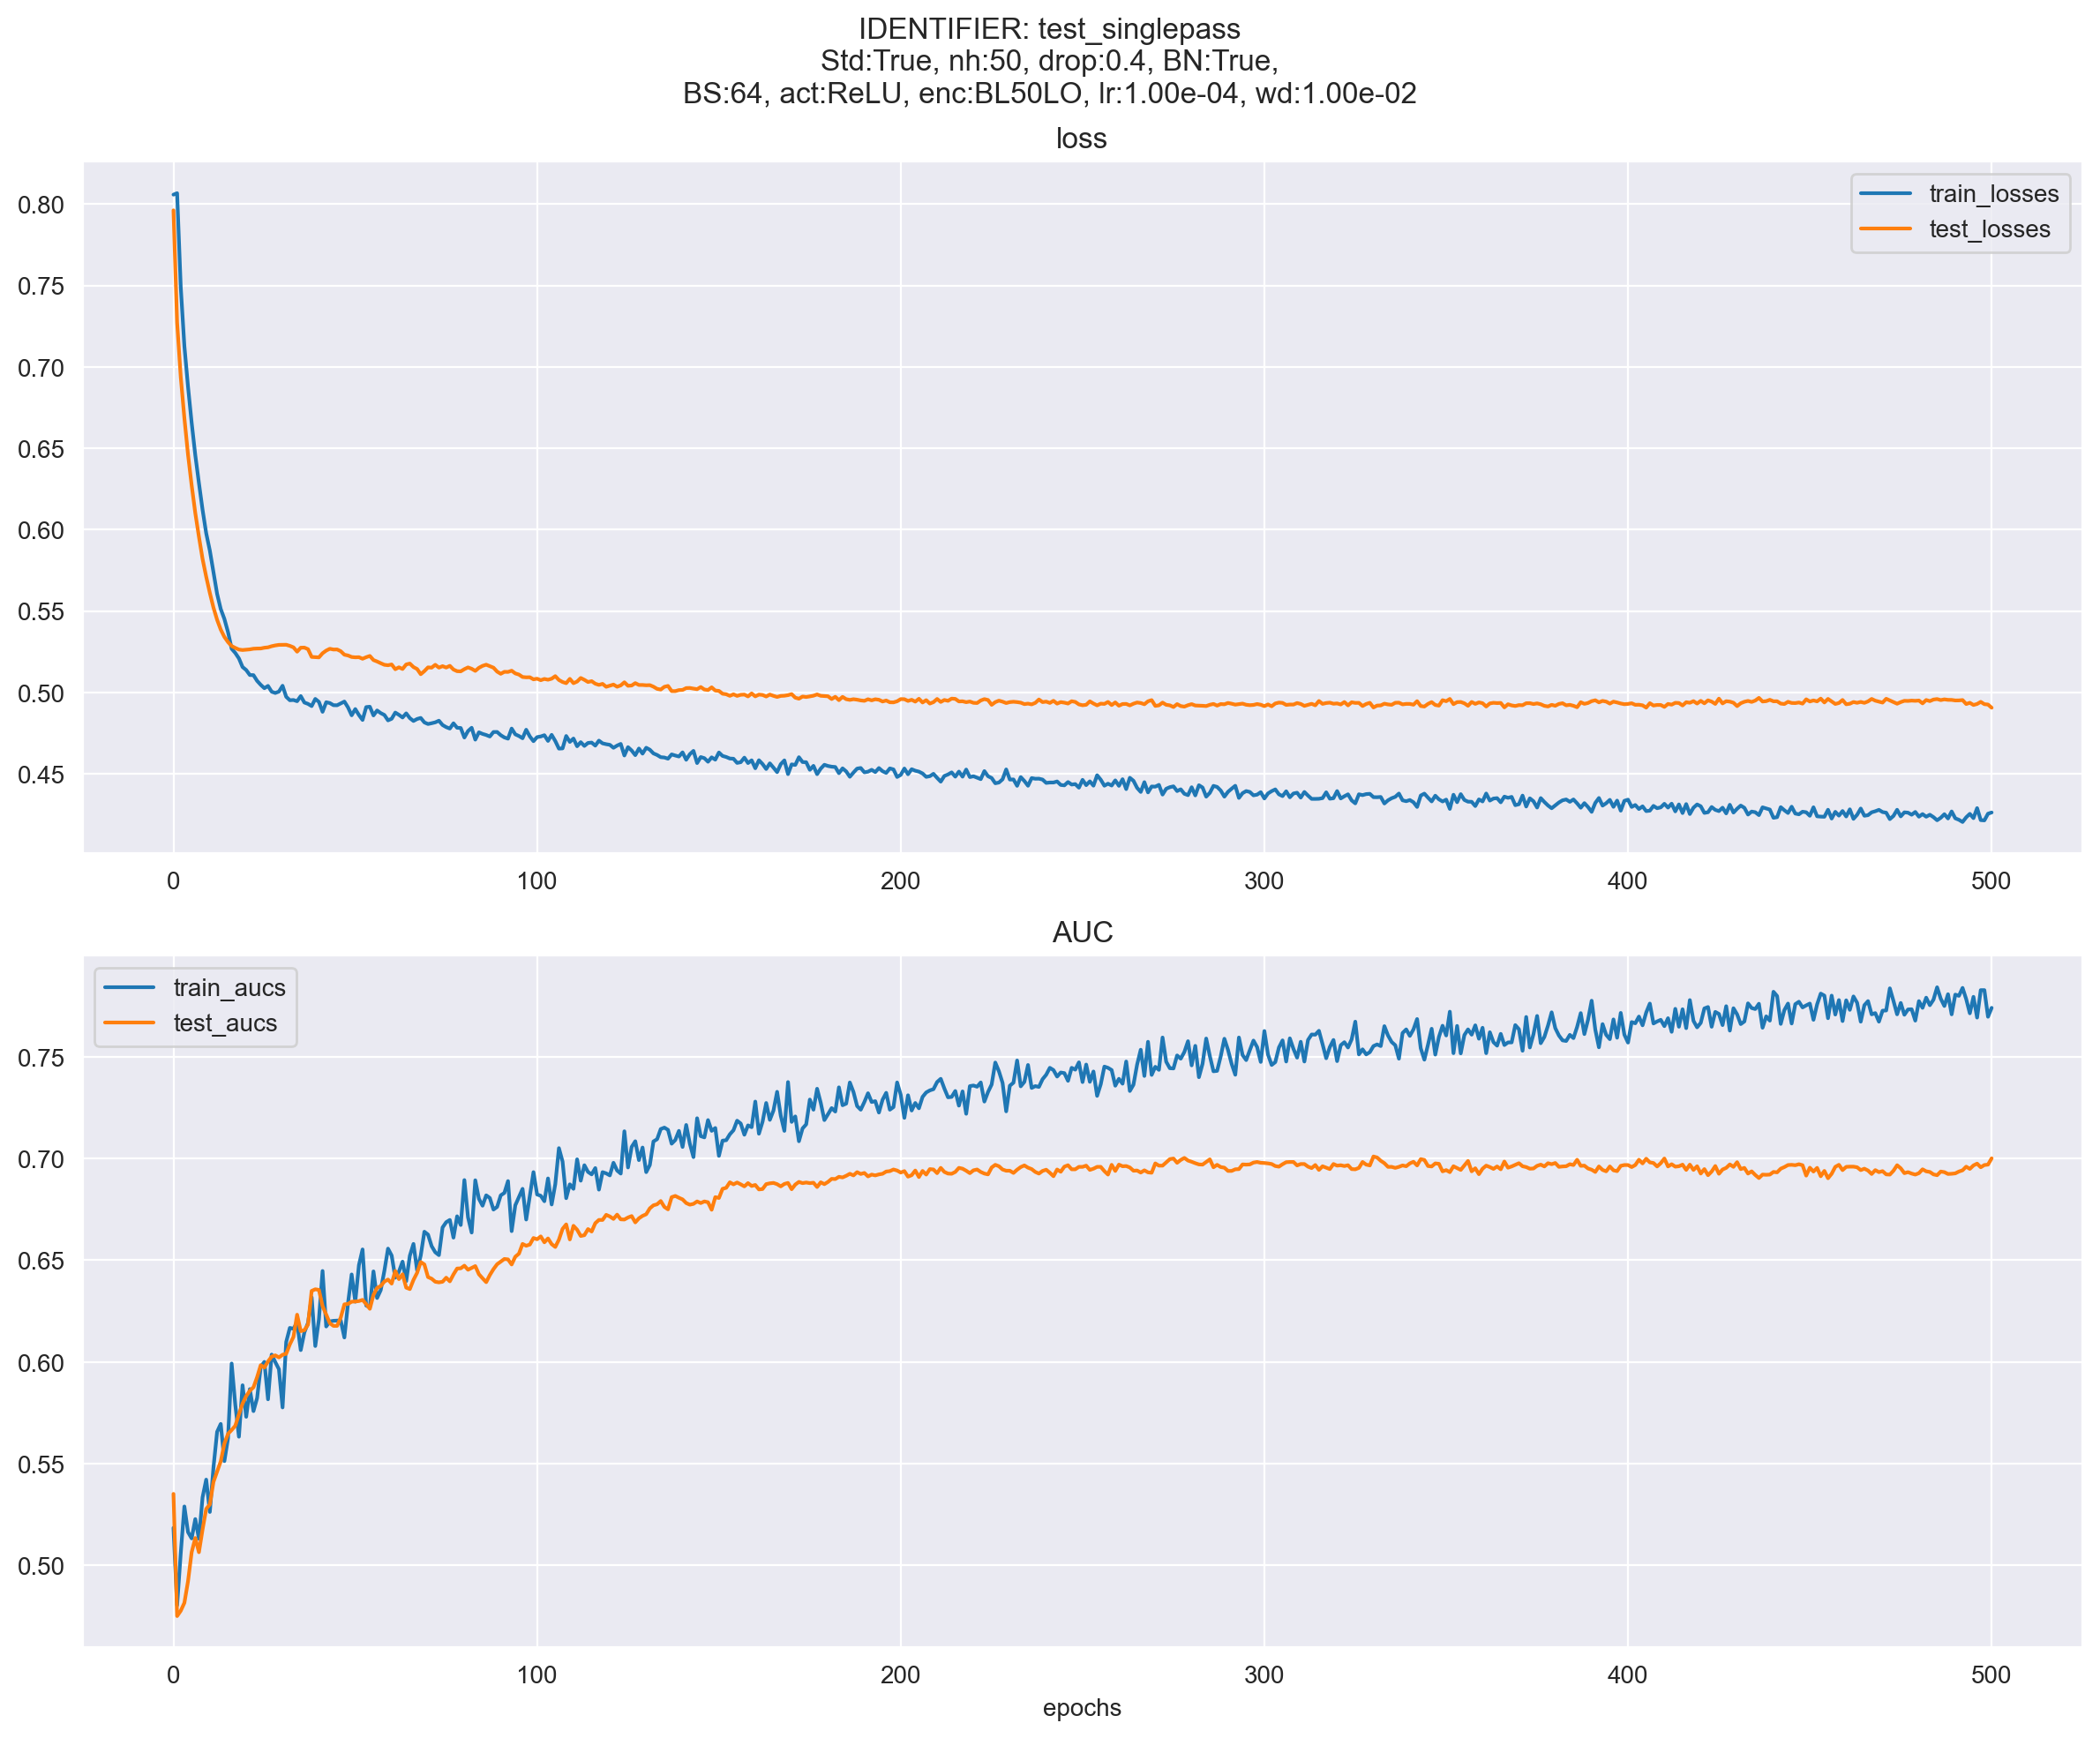 IDENTIFIER: test_singlepass
Std:True, nh:50, drop:0.4, BN:True,
BS:64, act:ReLU, enc:BL50LO, lr:1.00e-04, wd:1.00e-02
loss
train_losses
test_losses
0.80
0.75
0.70
0.65
0.60
0.55
0.50
0.45
0 100 200 300 400 500
AUC
train_aucs
test_aucs
0.75
0.70
0.65
0.60
0.55
0.50
0 100 200 300 400 500
epochs